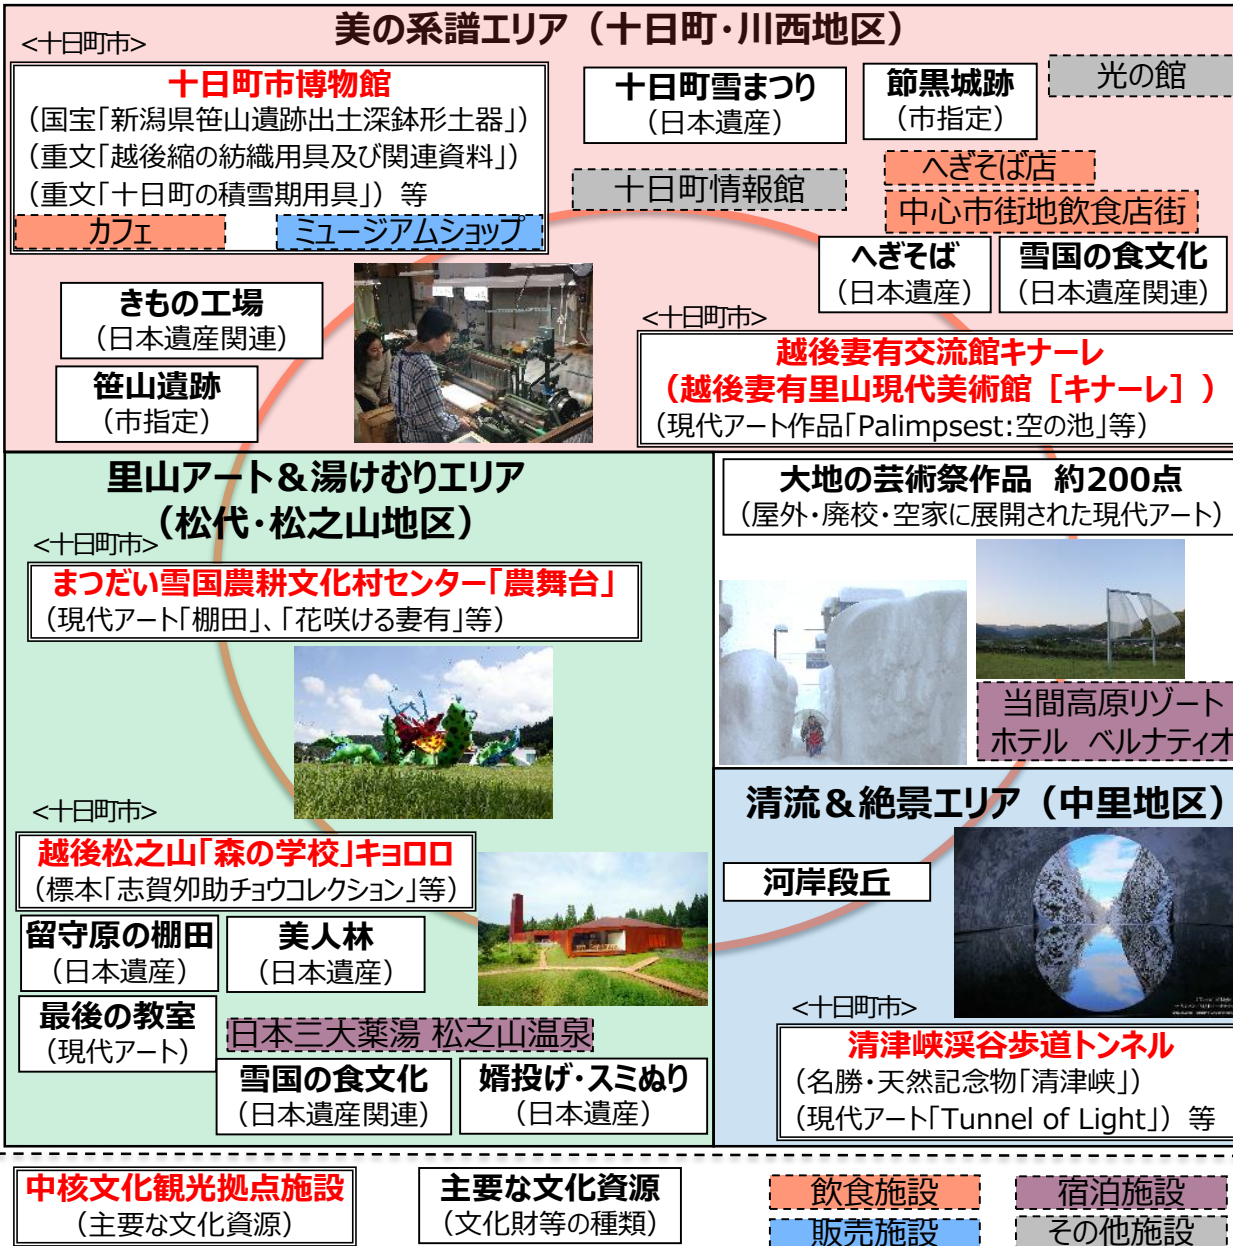 美の系譜エリア（十日町・川西地区）
<十日町市>
十日町市博物館
（国宝「新潟県笹山遺跡出土深鉢形土器」）
（重文「越後縮の紡織用具及び関連資料」）
（重文「十日町の積雪期用具」）等
カフェ
ミュージアムショップ
十日町雪まつり
（日本遺産）
節黒城跡
（市指定）
光の館
十日町情報館
へぎそば店
中心市街地飲食店街
へぎそば
（日本遺産）
雪国の食文化
（日本遺産関連）
きもの工場
（日本遺産関連）
笹山遺跡
（市指定）
<十日町市>
越後妻有交流館キナーレ
（越後妻有里山現代美術館［キナーレ］）
（現代アート作品「Palimpsest:空の池」等）
里山アート＆湯けむりエリア
（松代・松之山地区）
<十日町市>
まつだい雪国農耕文化村センター「農舞台」
（現代アート「棚田」、「花咲ける妻有」等）
大地の芸術祭作品 約200点
（屋外・廃校・空家に展開された現代アート）
当間高原リゾート
ホテル ベルナティオ
<十日町市>
越後松之山「森の学校」キョロロ
（標本「志賀夘助チョウコレクション」等）
留守原の棚田
（日本遺産）
美人林
（日本遺産）
最後の教室
（現代アート）
日本三大薬湯 松之山温泉
雪国の食文化
（日本遺産関連）
婿投げ・スミぬり
（日本遺産）
清流＆絶景エリア（中里地区）
河岸段丘
<十日町市>
清津峡渓谷歩道トンネル
（名勝・天然記念物「清津峡」）
（現代アート「Tunnel of Light」）等
中核文化観光拠点施設
（主要な文化資源）
主要な文化資源
（文化財等の種類）
飲食施設
宿泊施設
販売施設
その他施設